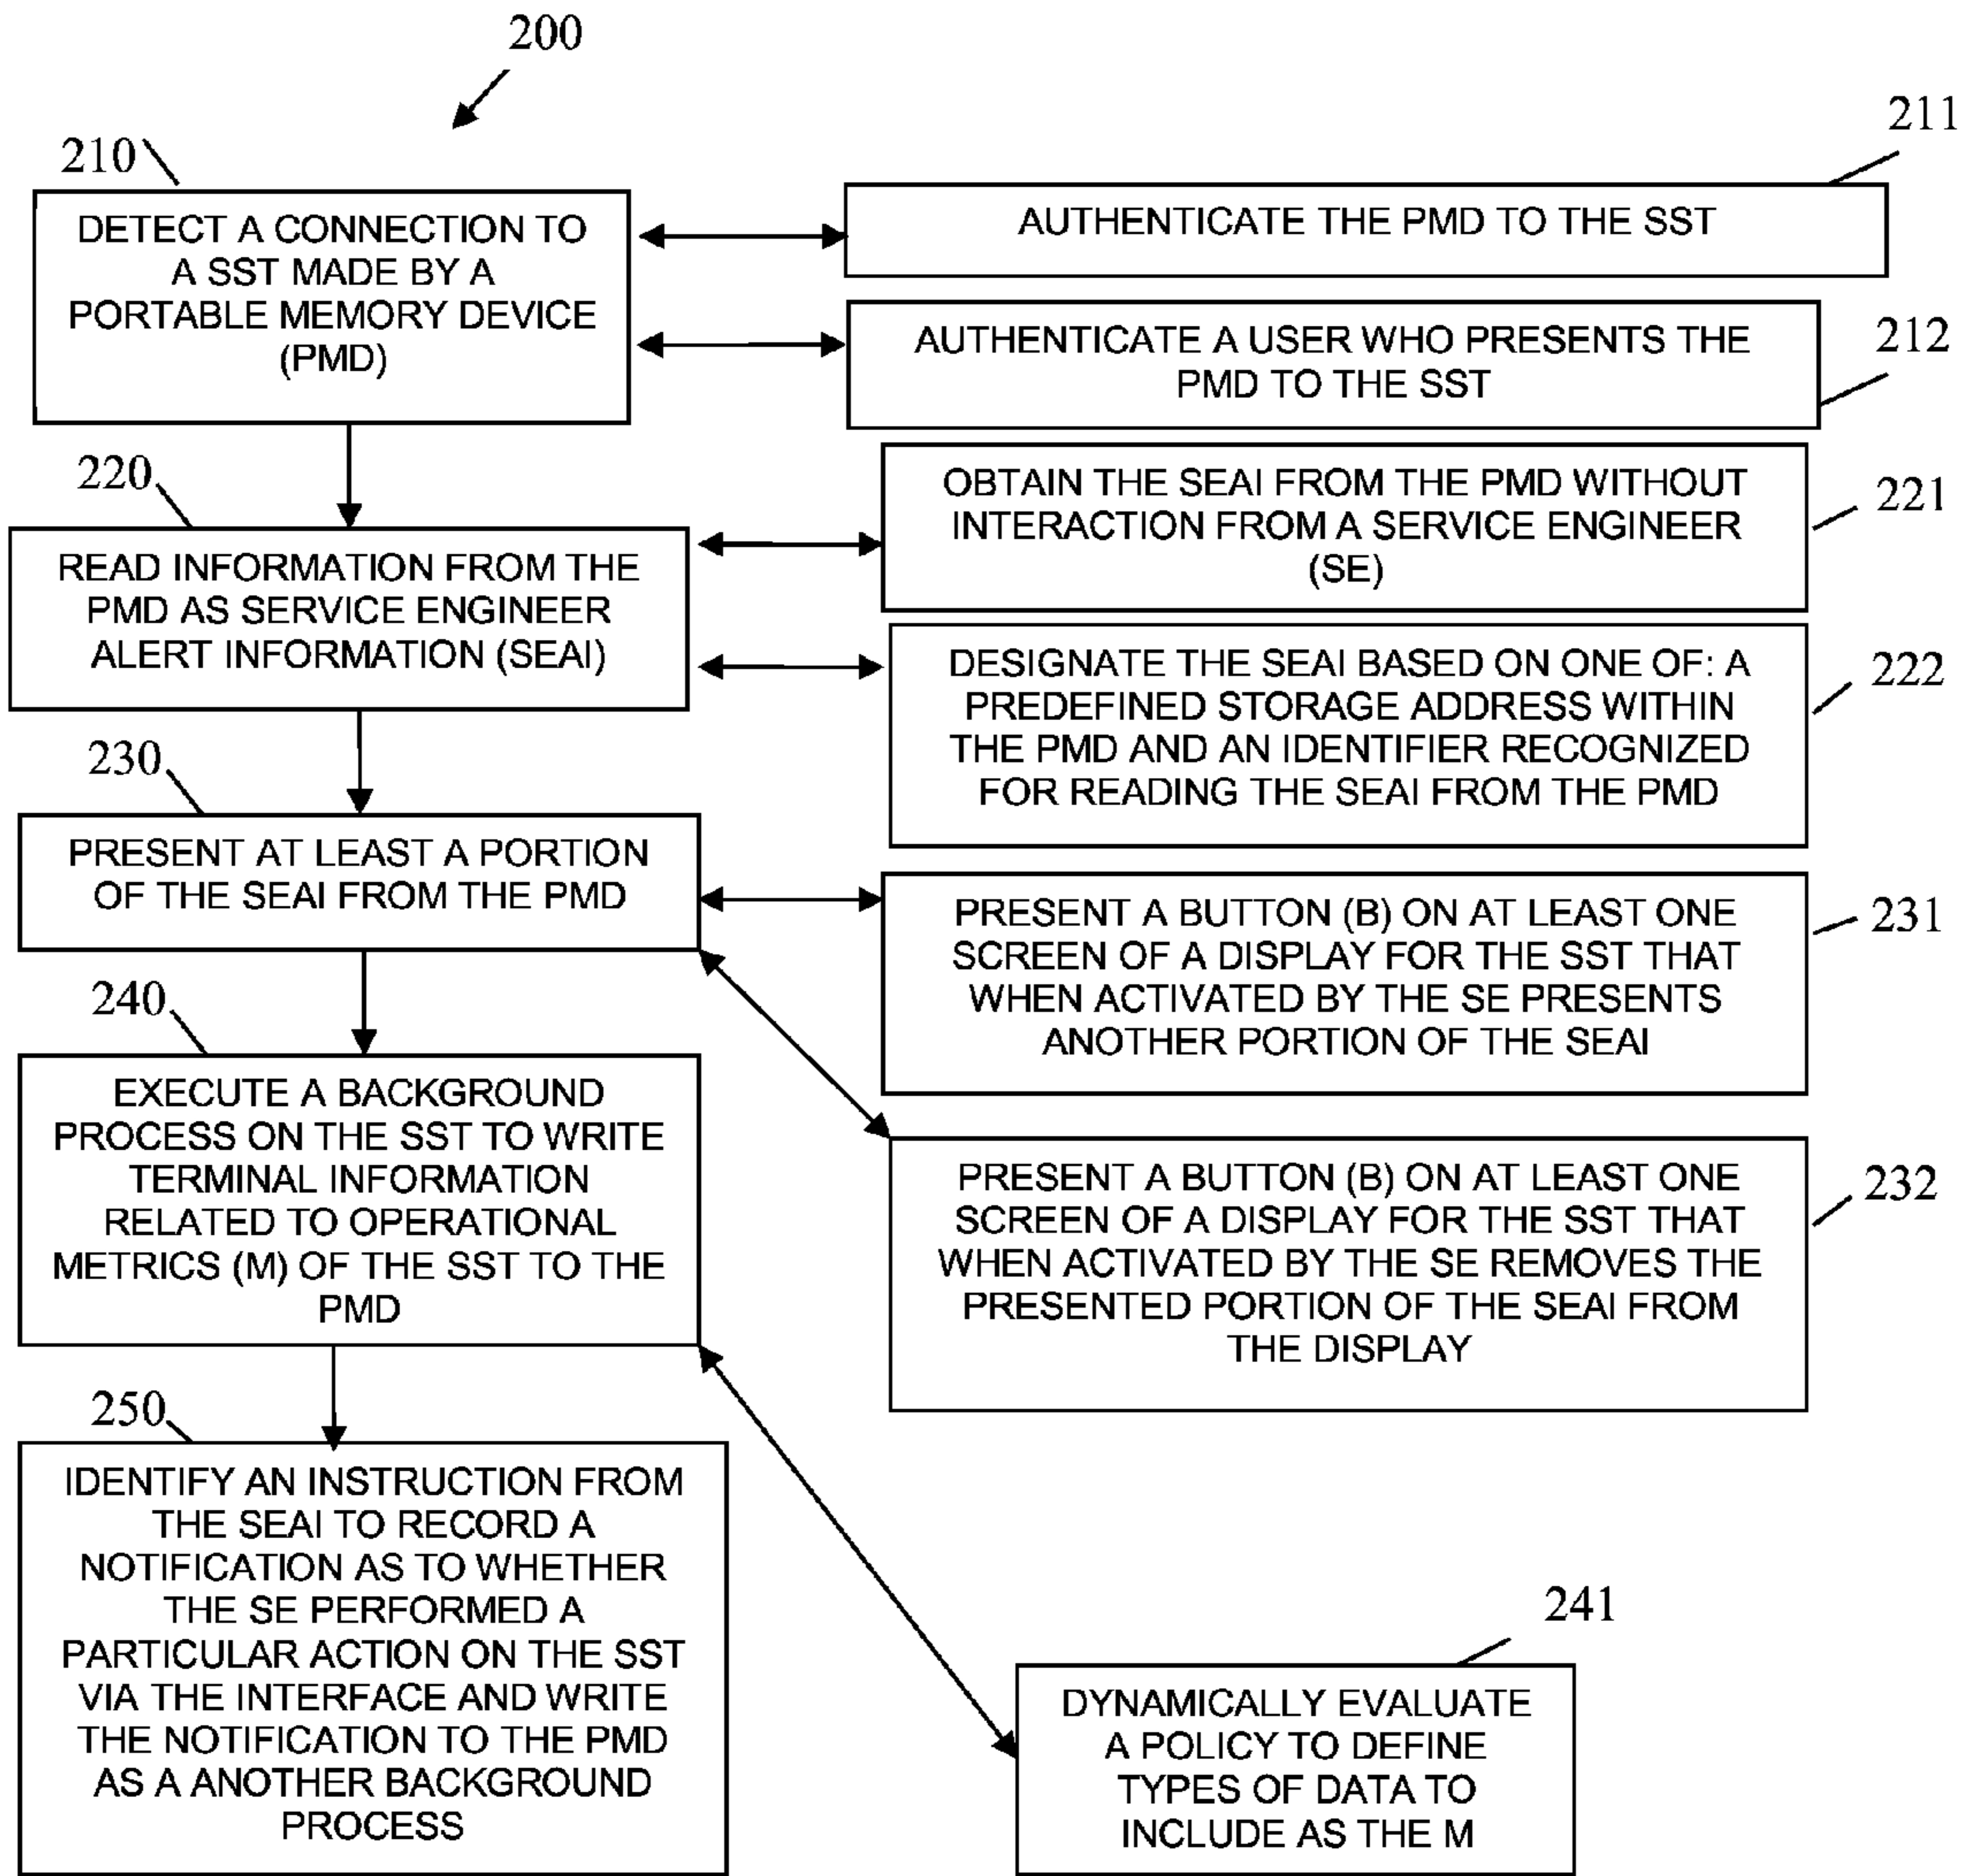 200
210
DETECT A CONNECTION TO
A SST MADE BY A
PORTABLE MEMORY DEVICE
(PMD)
211
AUTHENTICATE THE PMD TO THE SST
212
AUTHENTICATE A USER WHO PRESENTS THE
PMD TO THE SST
220
READ INFORMATION FROM THE
PMD AS SERVICE ENGINEER
ALERT INFORMATION (SEAI)
221
OBTAIN THE SEAI FROM THE PMD WITHOUT
INTERACTION FROM A SERVICE ENGINEER
(SE)
222
DESIGNATE THE SEAI BASED ON ONE OF: A
PREDEFINED STORAGE ADDRESS WITHIN
THE PMD AND AN IDENTIFIER RECOGNIZED
FOR READING THE SEAI FROM THE PMD
230
PRESENT AT LEAST A PORTION
OF THE SEAI FROM THE PMD
231
PRESENT A BUTTON (B) ON AT LEAST ONE
SCREEN OF A DISPLAY FOR THE SST THAT
WHEN ACTIVATED BY THE SE PRESENTS
ANOTHER PORTION OF THE SEAI
232
PRESENT A BUTTON (B) ON AT LEAST ONE
SCREEN OF A DISPLAY FOR THE SST THAT
WHEN ACTIVATED BY THE SE REMOVES THE
PRESENTED PORTION OF THE SEAI FROM
THE DISPLAY
240
EXECUTE A BACKGROUND
PROCESS ON THE SST TO WRITE
TERMINAL INFORMATION
RELATED TO OPERATIONAL
METRICS (M) OF THE SST TO THE
PMD
241
DYNAMICALLY EVALUATE
A POLICY TO DEFINE
TYPES OF DATA TO
INCLUDE AS THE M
250
IDENTIFY AN INSTRUCTION FROM
THE SEAI TO RECORD A
NOTIFICATION AS TO WHETHER
THE SE PERFORMED A
PARTICULAR ACTION ON THE SST
VIA THE INTERFACE AND WRITE
THE NOTIFICATION TO THE PMD
AS A ANOTHER BACKGROUND
PROCESS